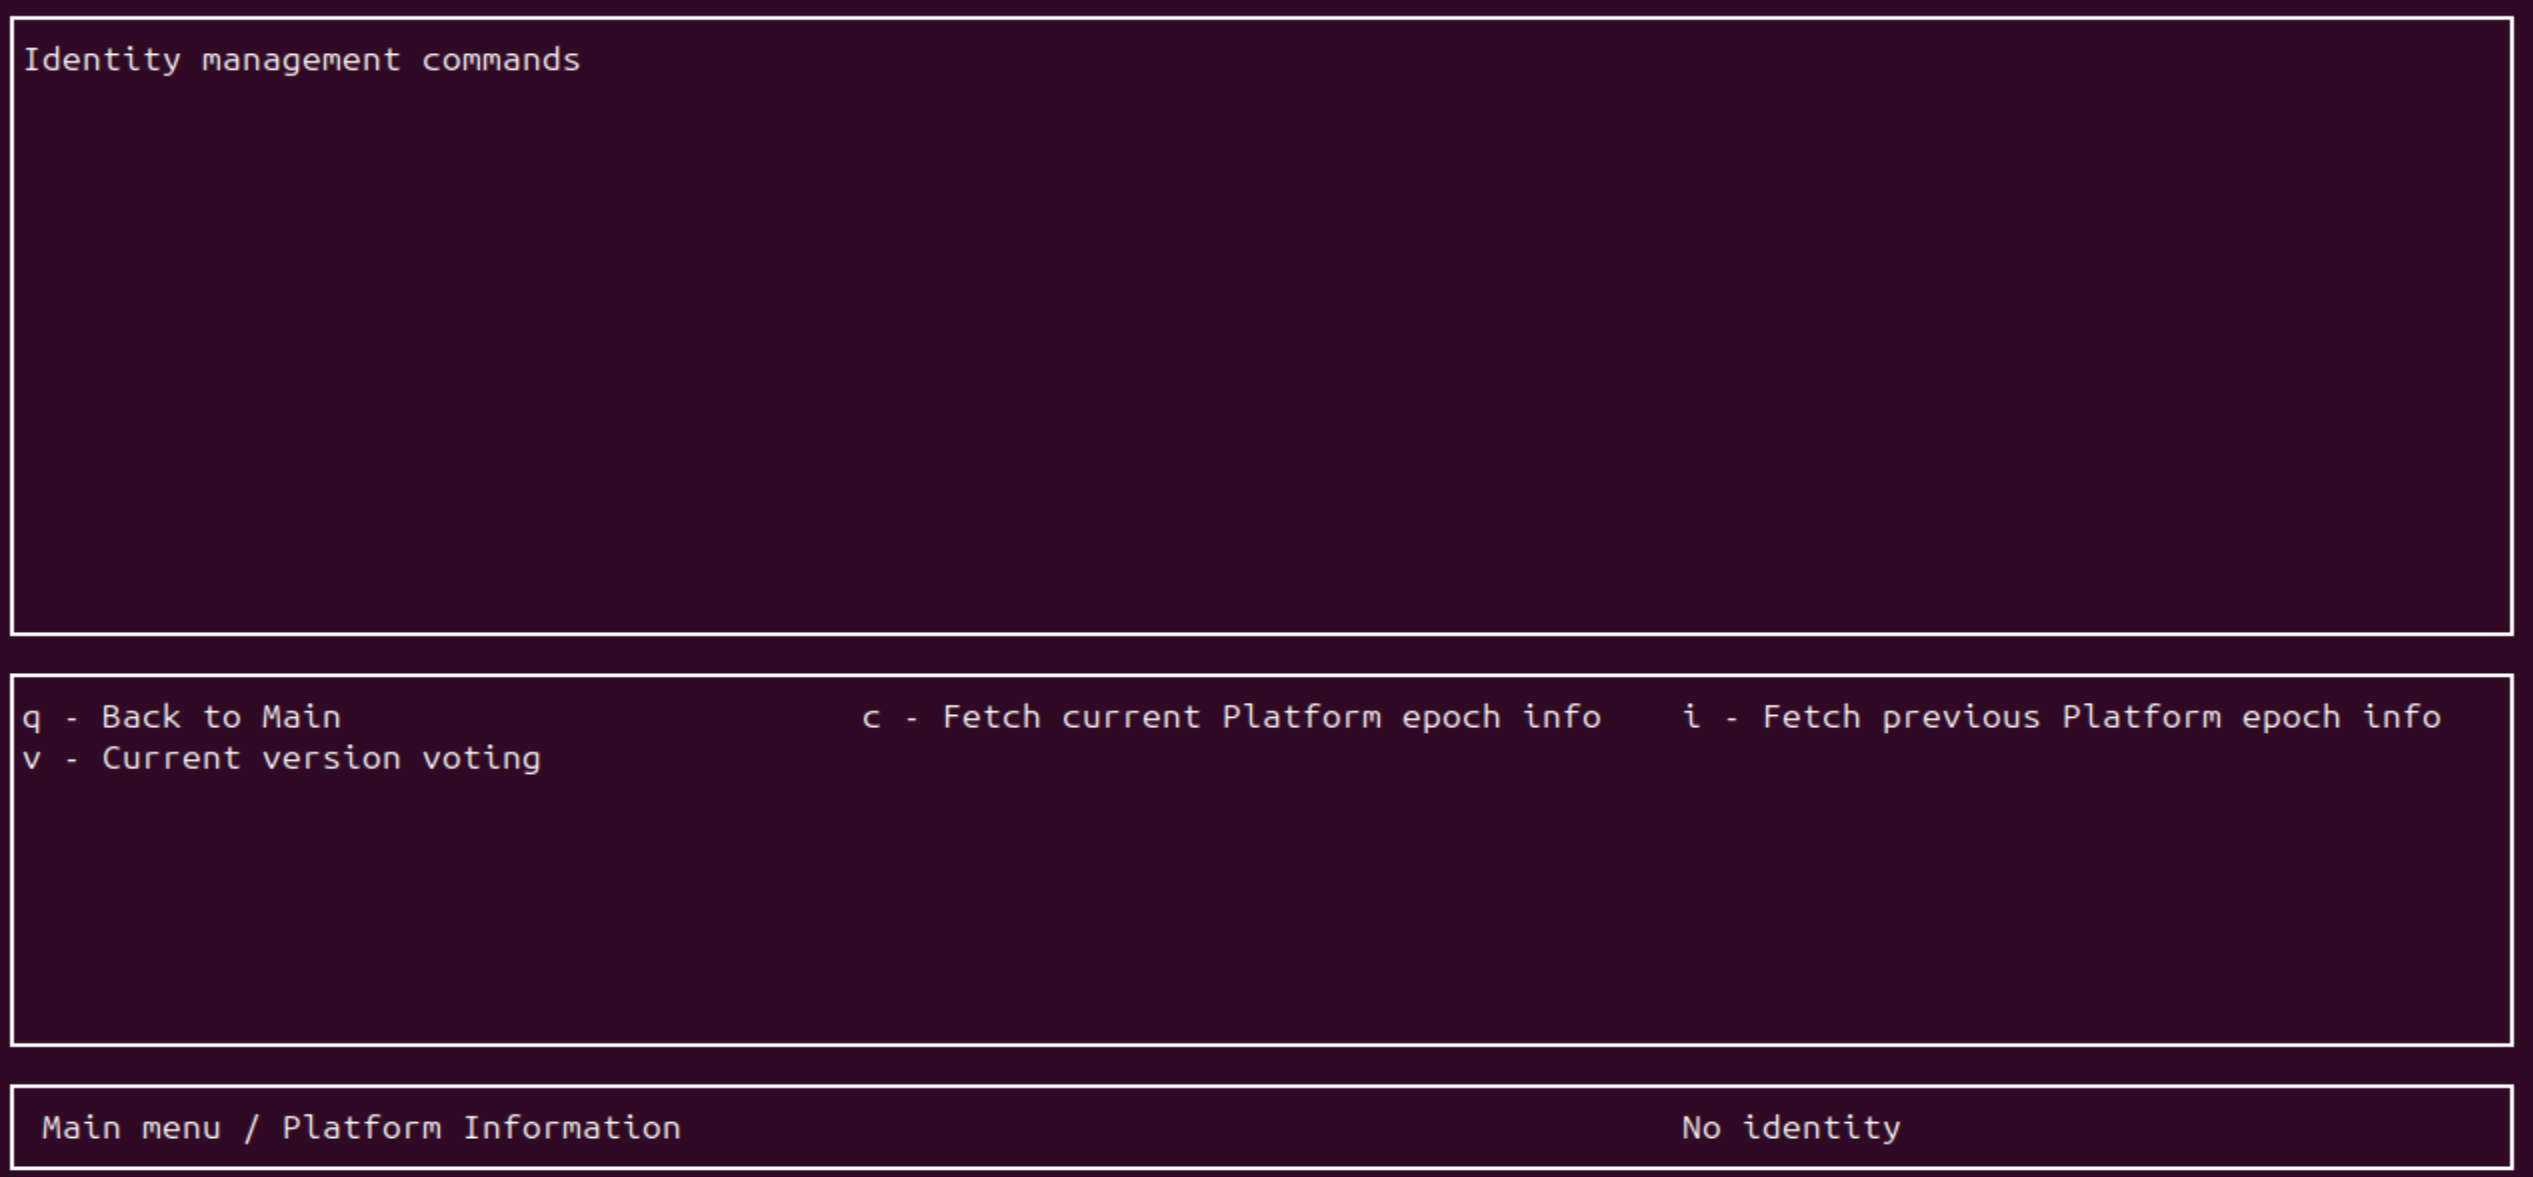 Identity management commands
q - Back to Main c - Fetch current Platform epoch info i - Fetch previous Platform epoch info
v - Current version voting
Main menu / Platform Information No identity